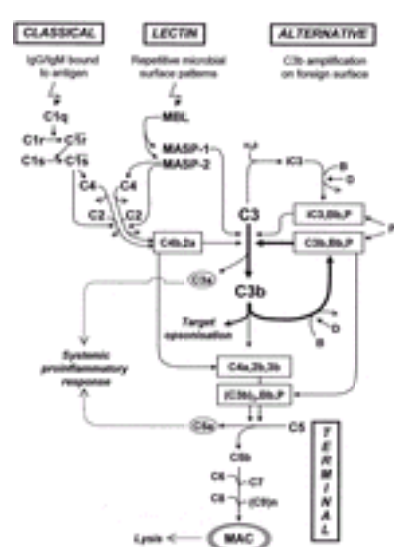 CLASSICAL
LECTIN
ALTERNATIVE
IgG/IgM bound
to antigen
Repetitive microbial
surface patterns
C3b amplification
on foreign surface
C1q
MBL
C1r
C1r
C1s
C1s
MASP-1
MASP-2
C4
C4
C2
C2
iC3
B
D
C3
iC3,Bb,P
P
C4b,2a
C3b,Bb,P
C3a
C3b
Target
opsonisation
D
B
Systemic
proinflammatory
response
C4a,2b,3b
(C3b) ,Bb,P
C5a
C5
C5b
C6
C7
C8
(C9)n
MAC
Lysis
TERMINAL